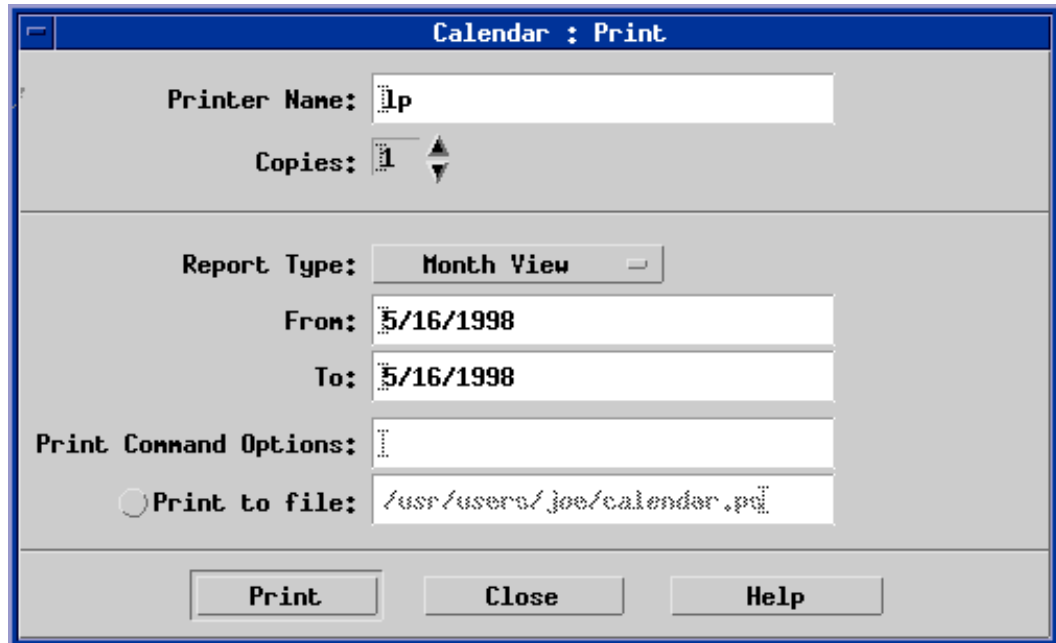 Calendar : Print
Printer Name: lp
Copies: 1
Report Type: Month View
From: 5/16/1998
To: 5/16/1998
Print Command Options:
Print to file: /usr/users/joe/calendar.ps
Print Close Help